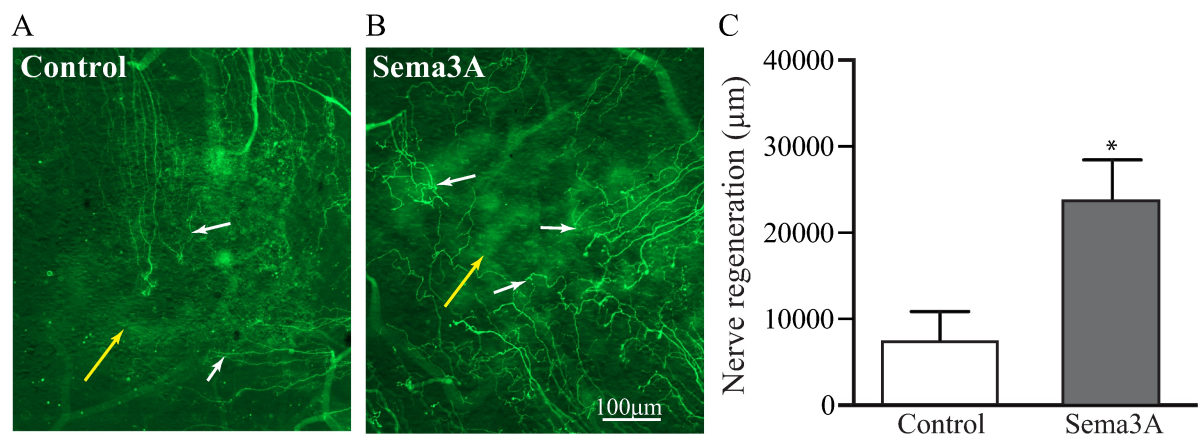 A
B
C
Control
Sema3A
100μm
Nerve regeneration (μm)
40000
30000
20000
10000
0
*
Control
Sema3A